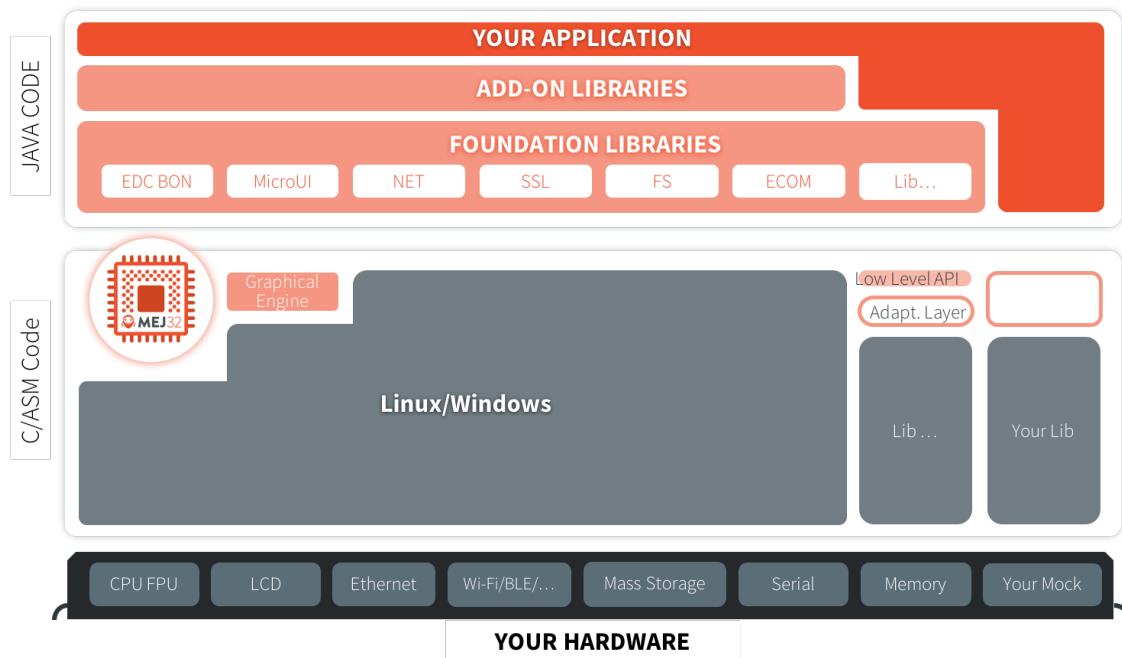 JAVA CODE
YOUR APPLICATION
ADD-ON LIBRARIES
FOUNDATION LIBRARIES
EDC BON
MicroUI
NET
SSL
FS
ECOM
Lib…
C/ASM Code
MEJ32
Graphical
Engine
Linux/Windows
Low Level API
Adapt. Layer
Lib …
Your Lib
CPU FPU
LCD
Ethernet
Wi-Fi/BLE/…
Mass Storage
Serial
Memory
Your Mock
YOUR HARDWARE